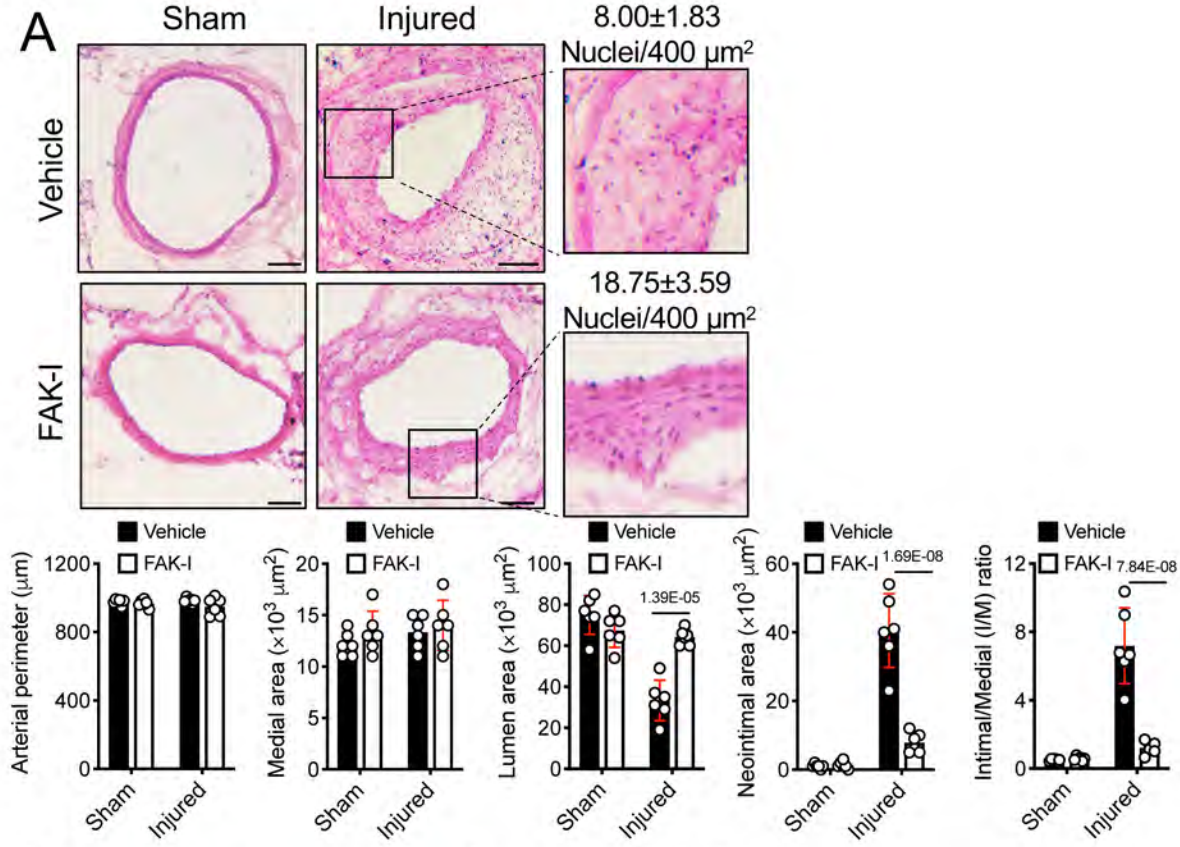 A
Sham
Injured
8.00±1.83
Nuclei/400 µm²
Vehicle
18.75±3.59
Nuclei/400 µm²
FAK-I
Vehicle
FAK-I
Arterial perimeter (µm)
1200
900
600
300
0
Sham
Injured
Vehicle
FAK-I
Medial area (×10³ µm²)
20
15
10
5
0
Sham
Injured
Vehicle
FAK-I
1.39E-05
Lumen area (×10³ µm²)
100
80
60
40
20
0
Sham
Injured
Vehicle
FAK-I
1.69E-08
Neointimal area (×10³ µm²)
60
40
20
0
Sham
Injured
Vehicle
FAK-I
7.84E-08
Intimal/Medial (I/M) ratio
12
8
4
0
Sham
Injured